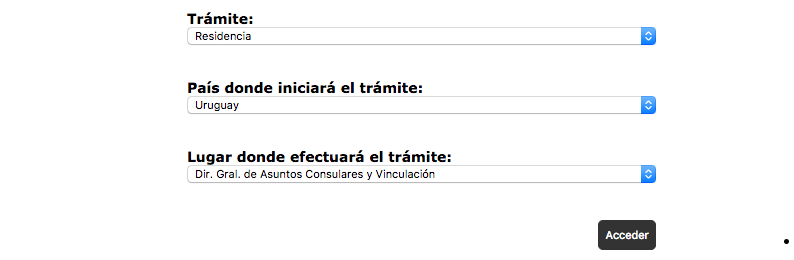 Trámite:
Residencia
País donde iniciará el trámite:
Uruguay
Lugar donde efectuará el trámite:
Dir. Gral. de Asuntos Consulares y Vinculación
Acceder